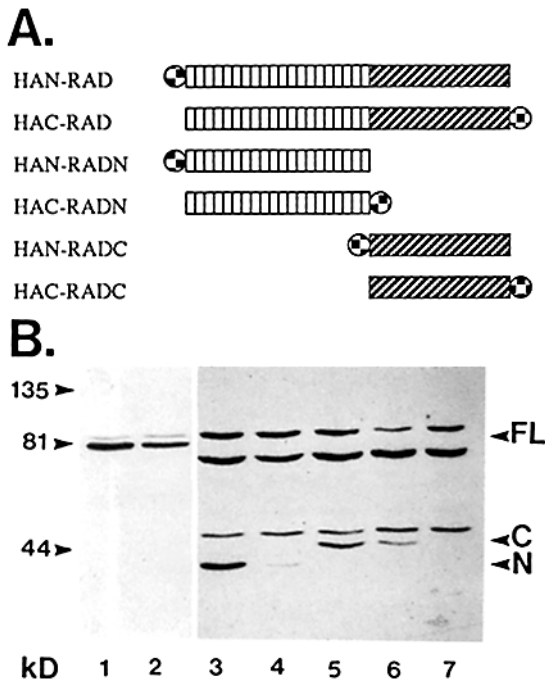 A.
HAN-RAD
HAC-RAD
HAN-RADN
HAC-RADN
HAN-RADC
HAC-RADC
B.
135
81
44
FL
C
N
kD 1 2 3 4 5 6 7